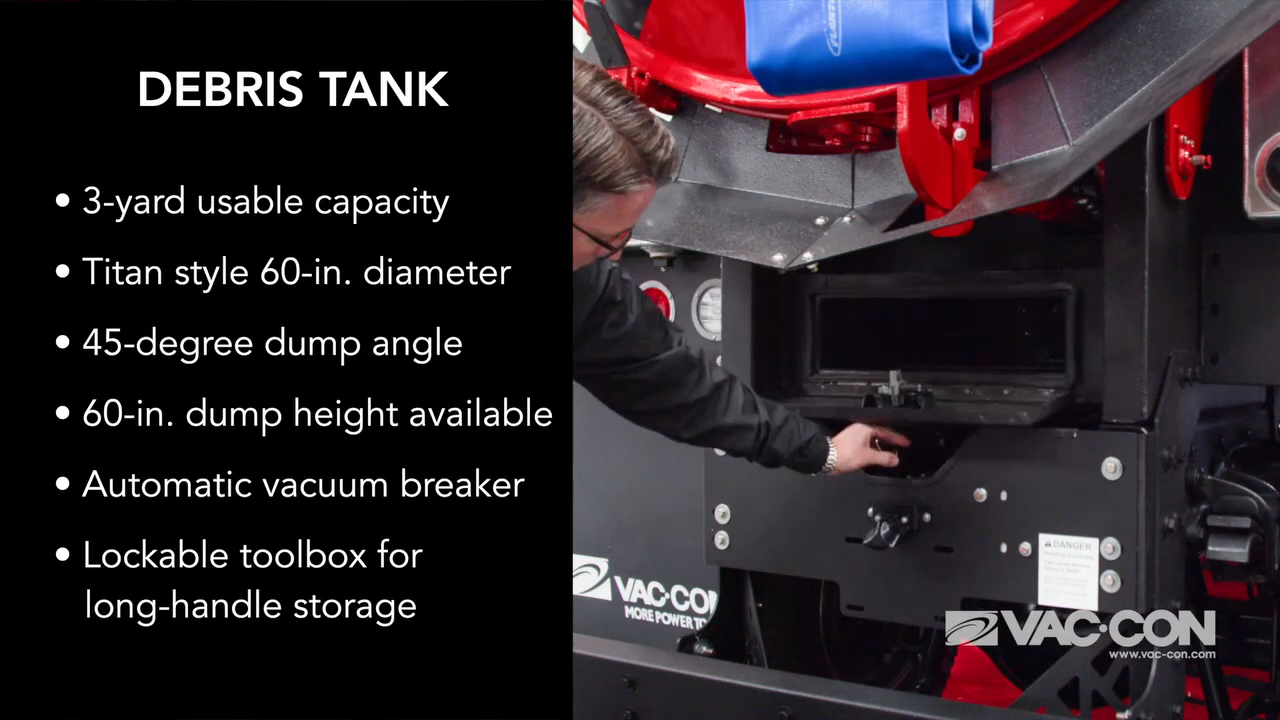 DEBRIS TANK
• 3-yard usable capacity
• Titan style 60-in. diameter
• 45-degree dump angle
• 60-in. dump height available
• Automatic vacuum breaker
• Lockable toolbox for
long-handle storage
VAC-CO
MORE POWER TO
DANGER
VAC•CON
www.vac-con.com